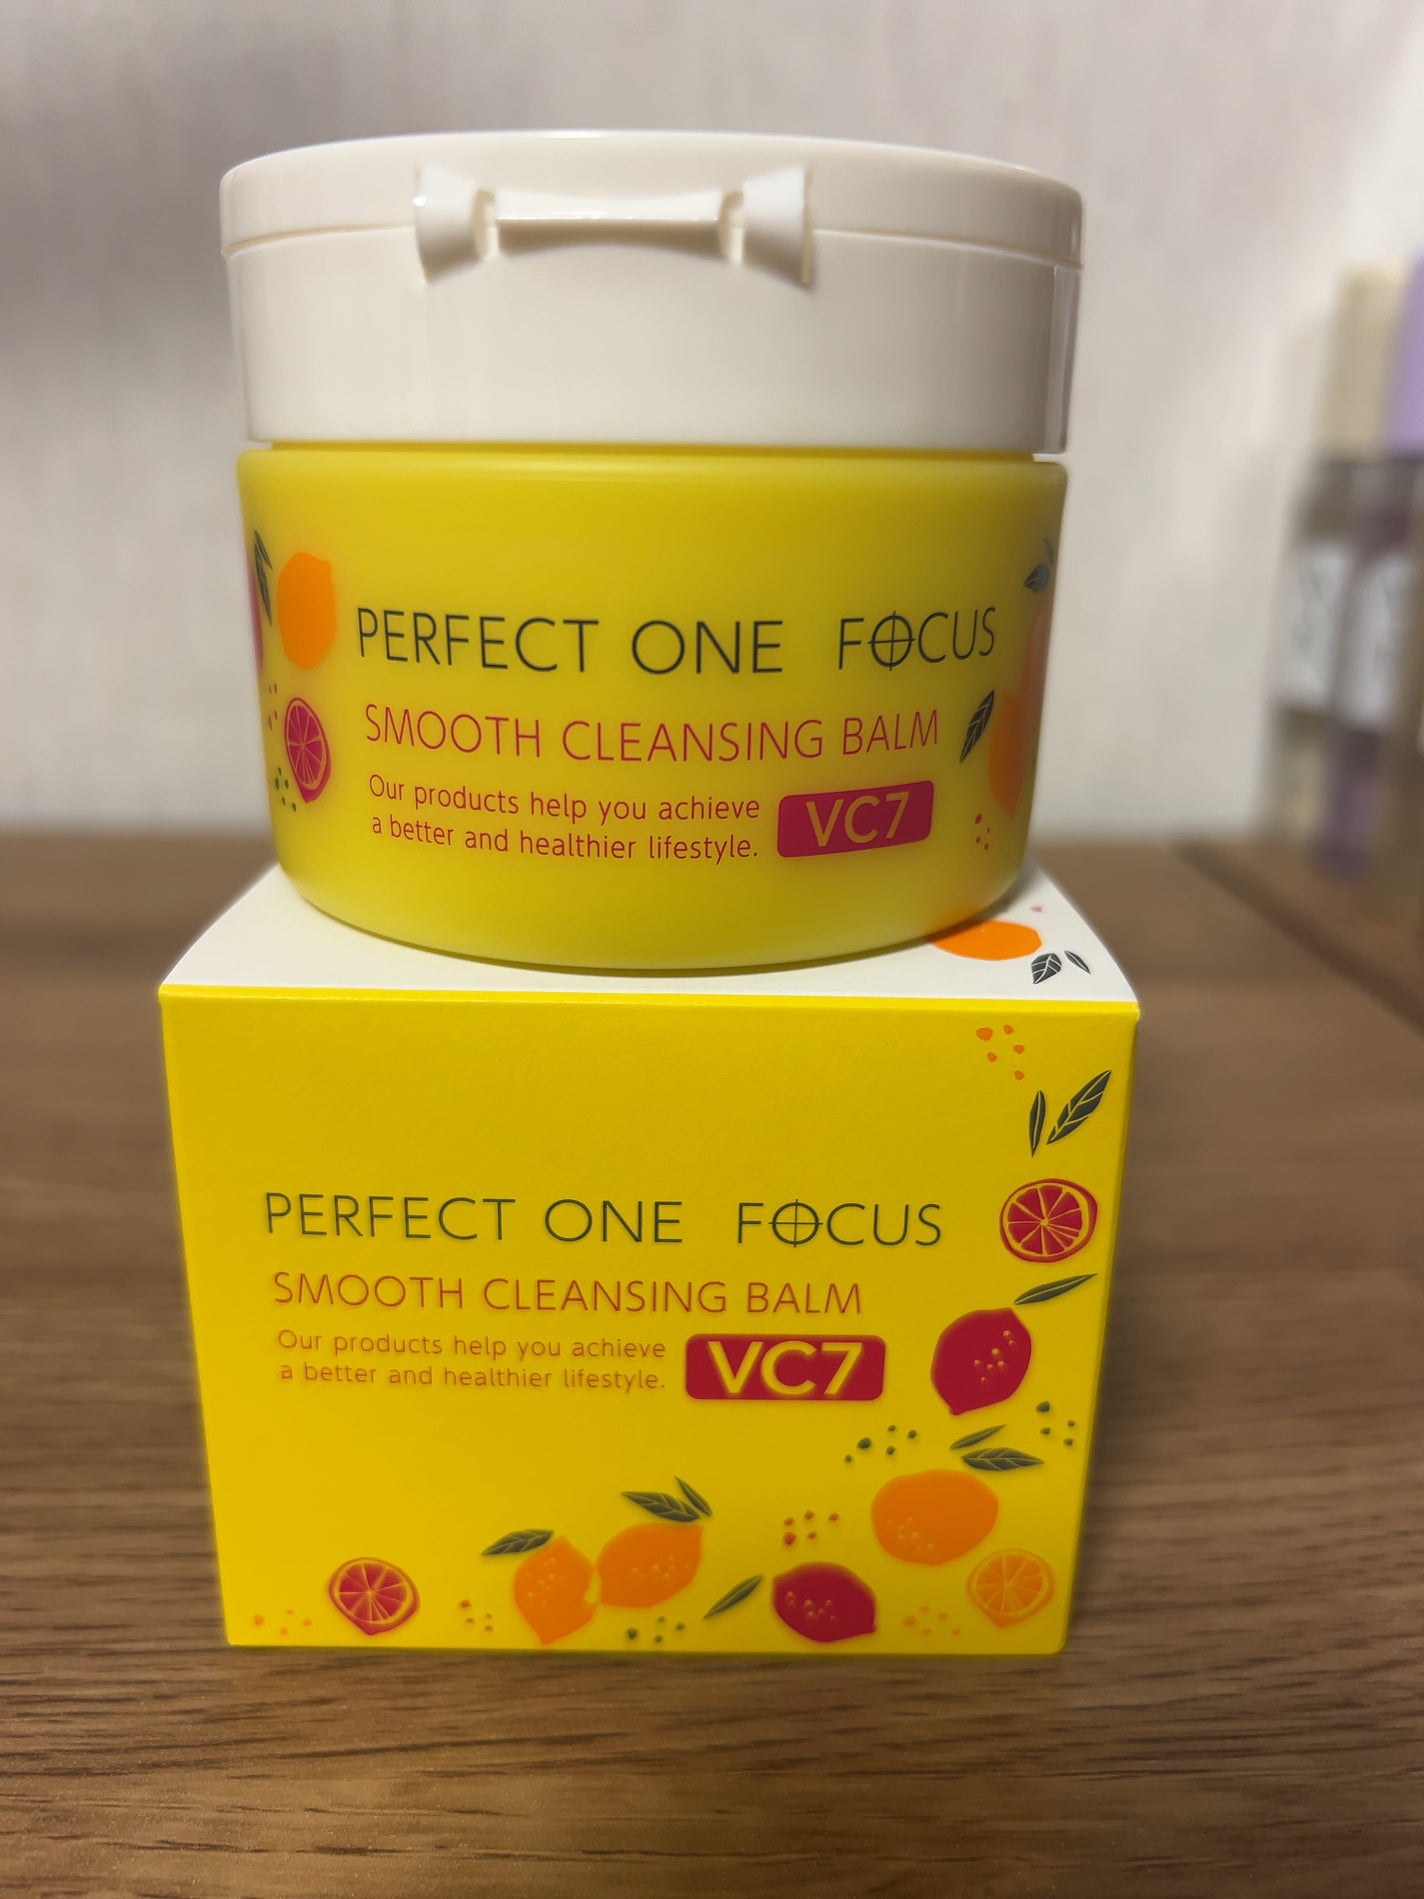 PERFECT ONE FOCUS
SMOOTH CLEANSING BALM
Our products help you achieve
a better and healthier lifestyle.
VC7
PERFECT ONE FOCUS
SMOOTH CLEANSING BALM
Our products help you achieve
a better and healthier lifestyle.
VC7